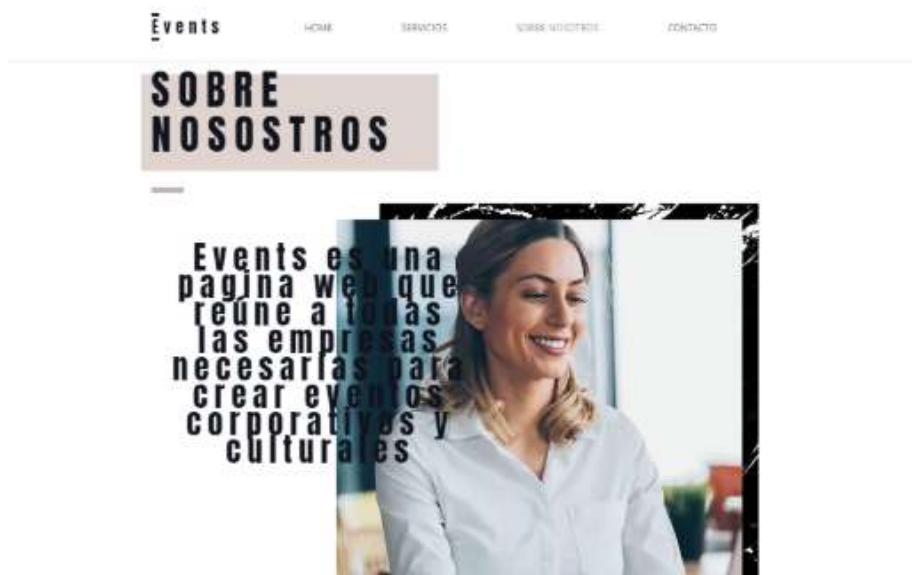 Events
HOME
SERVICIOS
SOBRE NOSOTROS
CONTACTO
SOBRE
NOSOSTROS
Events es una
pagina web que
reúne a todas
las empresas
necesarias para
crear eventos
corporativos y
culturales